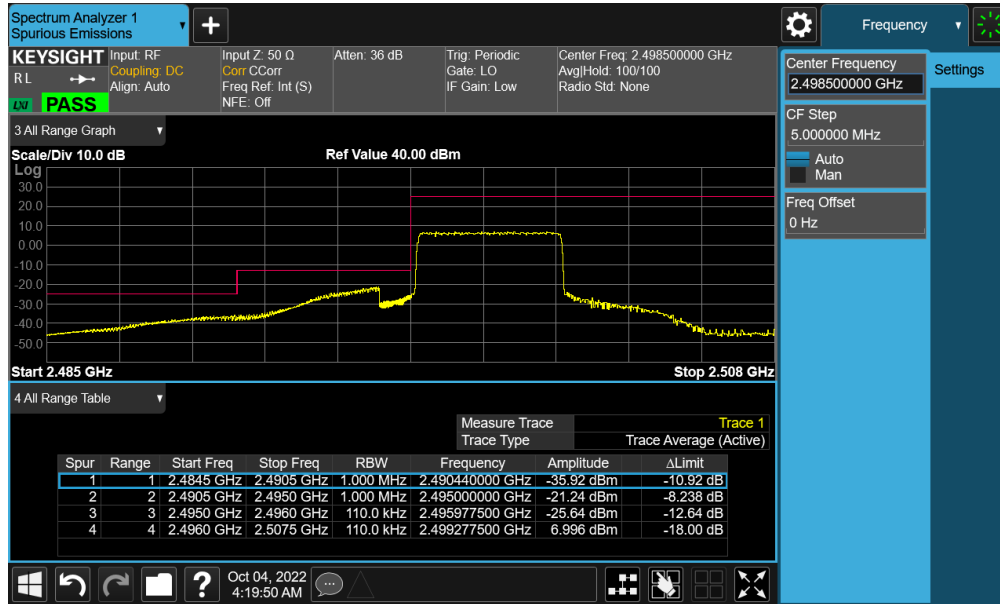 Spectrum Analyzer 1
Spurious Emissions
Frequency
KEYSIGHT
R L
LXI
PASS
Input: RF
Coupling: DC
Align: Auto
Input Z: 50 Ω
Corr CCorr
Freq Ref: Int (S)
NFE: Off
Atten: 36 dB
Trig: Periodic
Gate: LO
IF Gain: Low
Center Freq: 2.498500000 GHz
Avg|Hold: 100/100
Radio Std: None
Center Frequency
2.498500000 GHz
Settings
CF Step
5.000000 MHz
Auto
Man
Freq Offset
0 Hz
3 All Range Graph
Scale/Div 10.0 dB
Ref Value 40.00 dBm
Log
30.0
20.0
10.0
0.00
-10.0
-20.0
-30.0
-40.0
-50.0
Start 2.485 GHz
Stop 2.508 GHz
4 All Range Table
Measure Trace Trace 1
Trace Type Trace Average (Active)
Spur Range Start Freq Stop Freq RBW Frequency Amplitude ΔLimit
1 1 2.4845 GHz 2.4905 GHz 1.000 MHz 2.490440000 GHz -35.92 dBm -10.92 dB
2 2 2.4905 GHz 2.4950 GHz 1.000 MHz 2.495000000 GHz -21.24 dBm -8.238 dB
3 3 2.4950 GHz 2.4960 GHz 110.0 kHz 2.495977500 GHz -25.64 dBm -12.64 dB
4 4 2.4960 GHz 2.5075 GHz 110.0 kHz 2.499277500 GHz 6.996 dBm -18.00 dB
?
Oct 04, 2022
4:19:50 AM